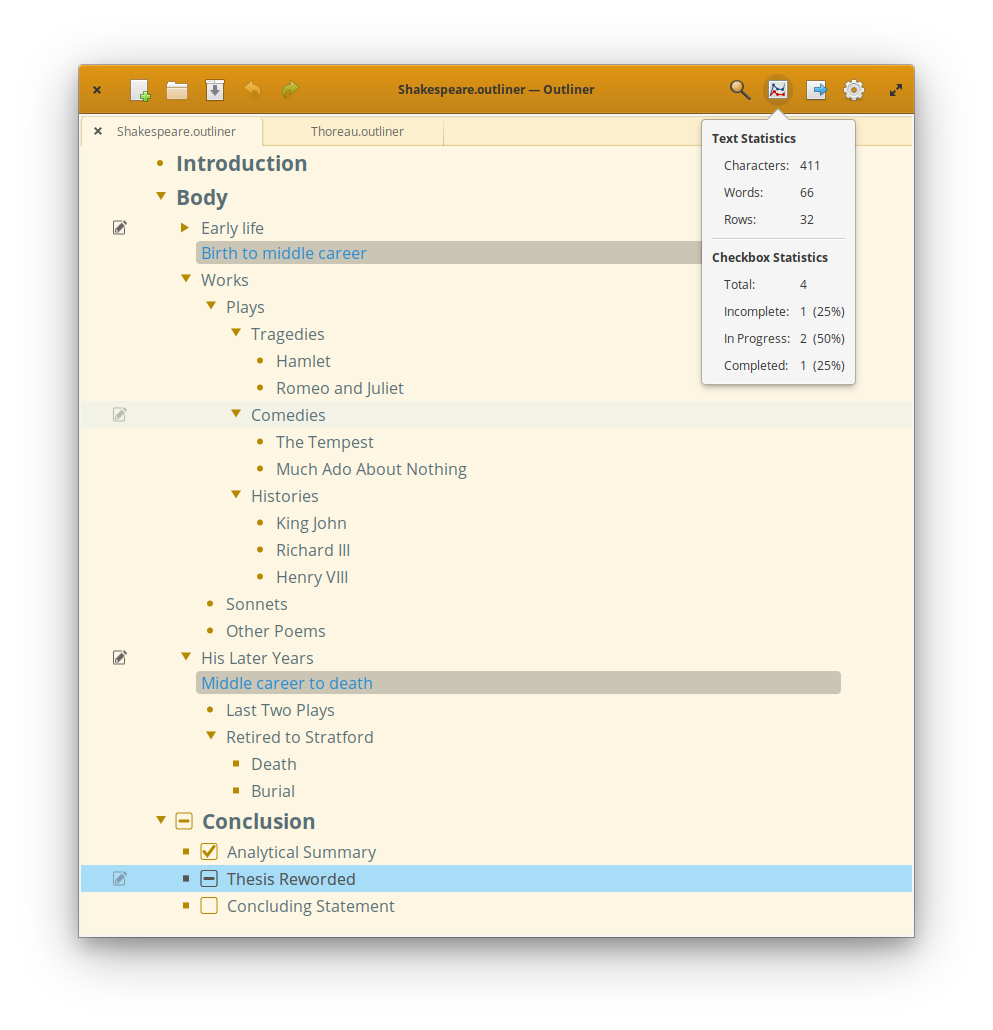 Shakespeare.outliner — Outliner
Shakespeare.outliner
Thoreau.outliner
Text Statistics
Characters: 411
Words: 66
Rows: 32
Checkbox Statistics
Total: 4
Incomplete: 1 (25%)
In Progress: 2 (50%)
Completed: 1 (25%)
Introduction
Body
Early life
Birth to middle career
Works
Plays
Tragedies
Hamlet
Romeo and Juliet
Comedies
The Tempest
Much Ado About Nothing
Histories
King John
Richard III
Henry VIII
Sonnets
Other Poems
His Later Years
Middle career to death
Last Two Plays
Retired to Stratford
Death
Burial
Conclusion
Analytical Summary
Thesis Reworded
Concluding Statement